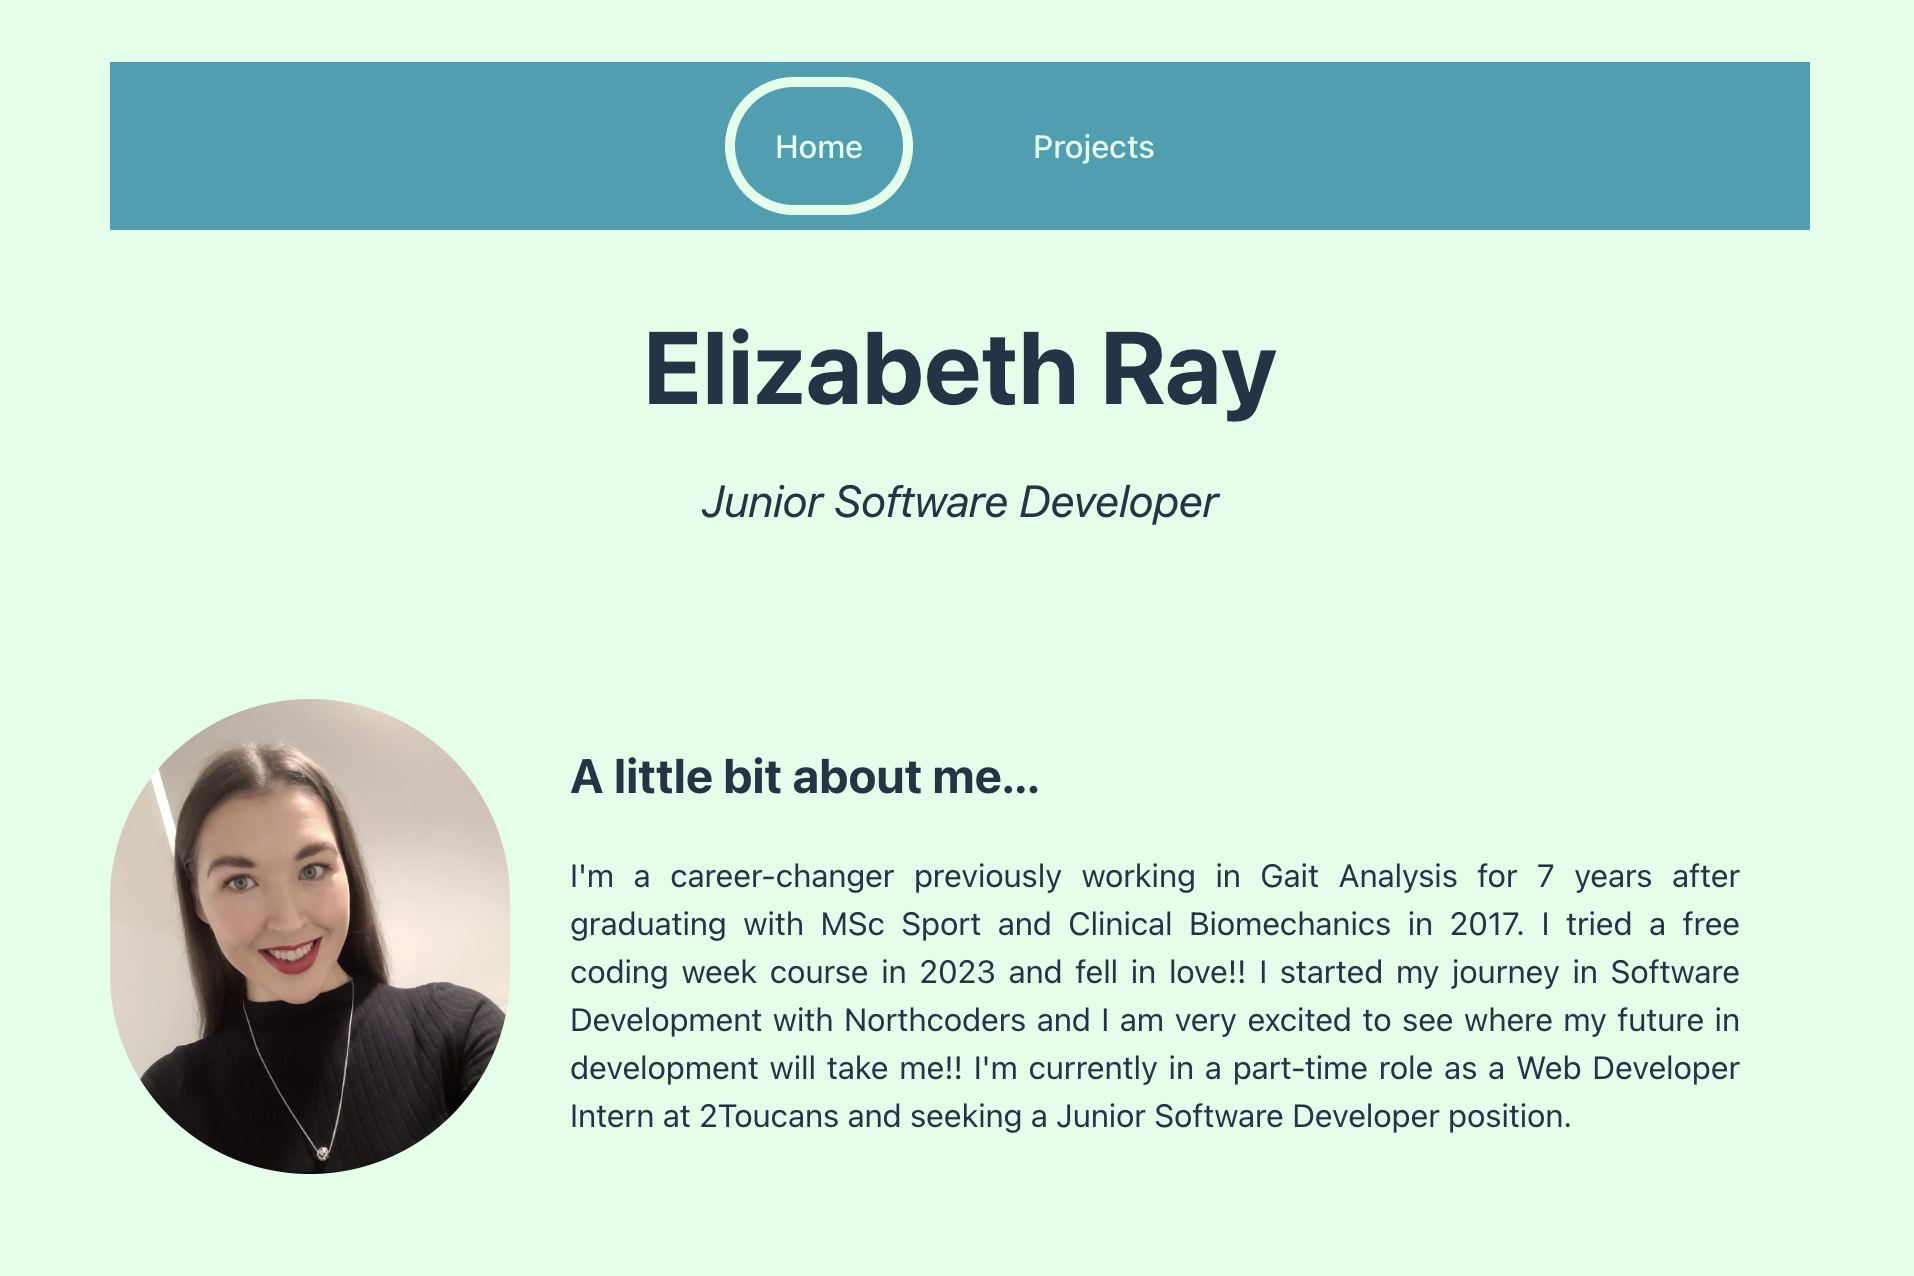 Home
Projects
Elizabeth Ray
Junior Software Developer
A little bit about me...
I'm a career-changer previously working in Gait Analysis for 7 years after
graduating with MSc Sport and Clinical Biomechanics in 2017. I tried a free
coding week course in 2023 and fell in love!! I started my journey in Software
Development with Northcoders and I am very excited to see where my future in
development will take me!! I'm currently in a part-time role as a Web Developer
Intern at 2Toucans and seeking a Junior Software Developer position.